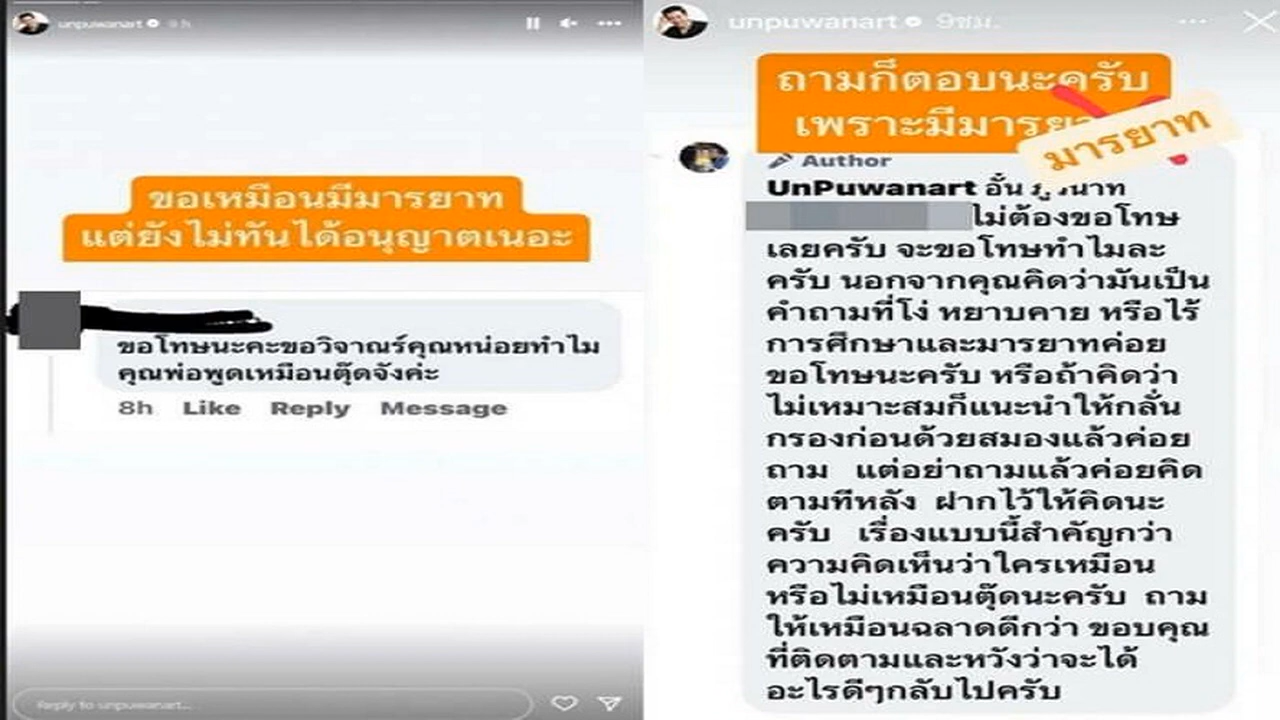 unpuwanart 8 h
ขอเหมือนมีมารยาท
แต่ยังไม่ทันได้อนุญาตเนอะ
ขอโทษนะคะขอวิจาณร์คุณหน่อยทำไม
คุณพ่อพูดเหมือนตุ๊ดจังค่ะ
8h Like Reply Message
Reply to unpuwanart...
unpuwanart 9ชม.
ถามก็ตอบนะครับ
เพราะมีมารยา
มารยาท
Author
UnPuwanart อั๋น ภูวนาท
ไม่ต้องขอโทษ
เลยครับ จะขอโทษทำไมละ
ครับ นอกจากคุณคิดว่ามันเป็น
คำถามที่โง่ หยาบคาย หรือไร้
การศึกษาและมารยาทค่อย
ขอโทษนะครับ หรือถ้าคิดว่า
ไม่เหมาะสมก็แนะนำให้กลั่น
กรองก่อนด้วยสมองแล้วค่อย
ถาม แต่อย่าถามแล้วค่อยคิด
ตามทีหลัง ฝากไว้ให้คิดนะ
ครับ เรื่องแบบนี้สำคัญกว่า
ความคิดเห็นว่าใครเหมือน
หรือไม่เหมือนตุ๊ดนะครับ ถาม
ให้เหมือนฉลาดดีกว่า ขอบคุณ
ที่ติดตามและหวังว่าจะได้
อะไรดีๆกลับไปครับ